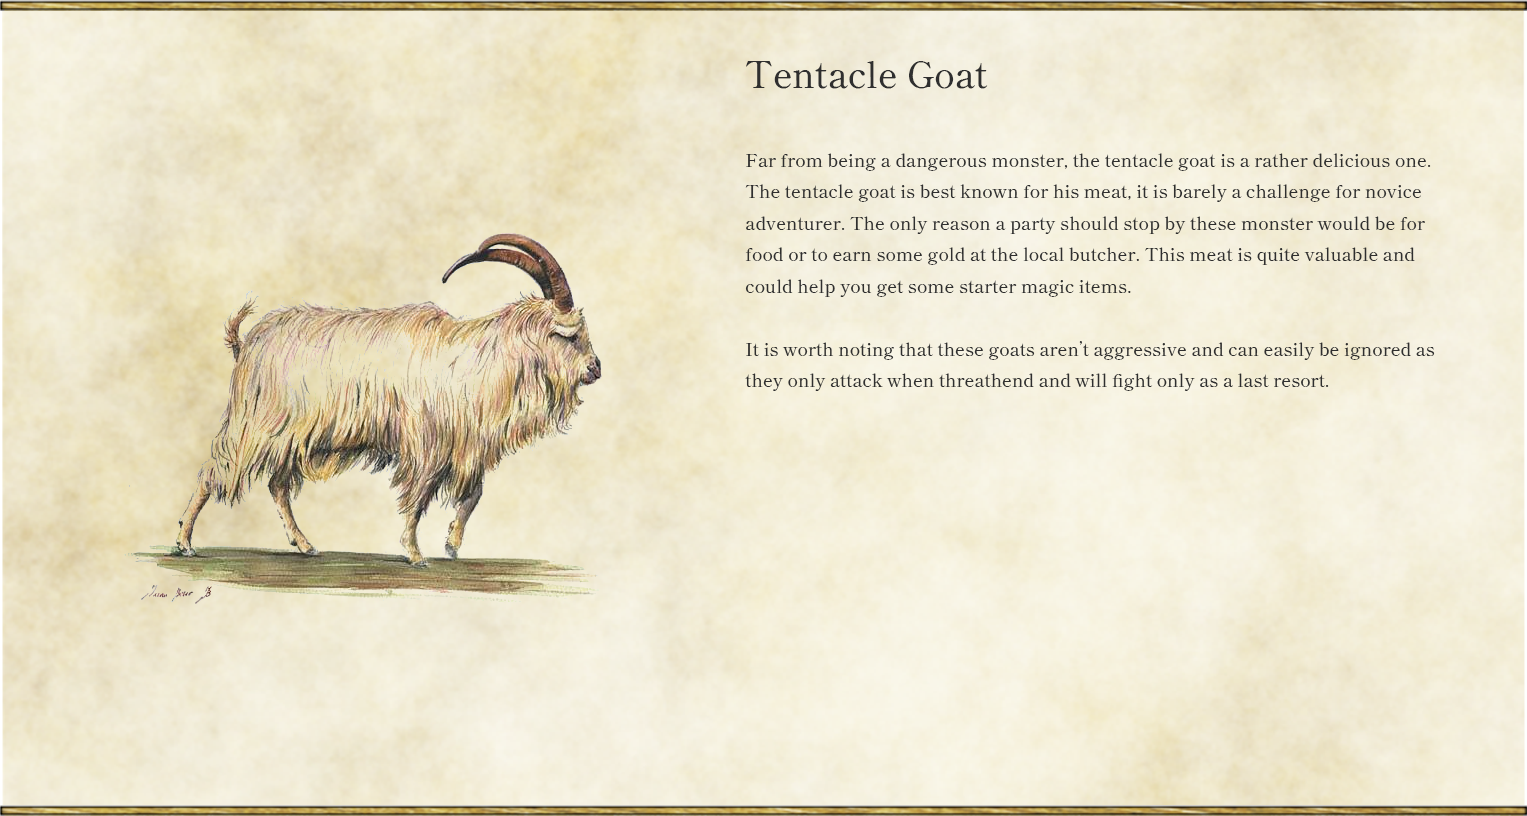 Tentacle Goat
Far from being a dangerous monster, the tentacle goat is a rather delicious one.
The tentacle goat is best known for his meat, it is barely a challenge for novice
adventurer. The only reason a party should stop by these monster would be for
food or to earn some gold at the local butcher. This meat is quite valuable and
could help you get some starter magic items.
It is worth noting that these goats aren't aggressive and can easily be ignored as
they only attack when threathend and will fight only as a last resort.